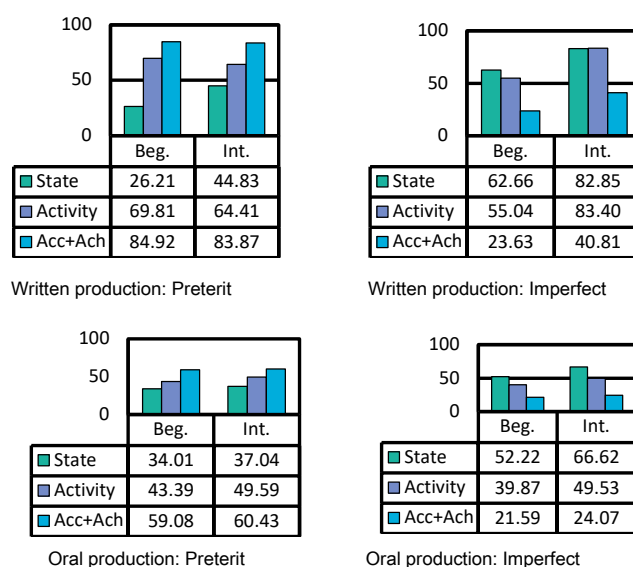 100
50
0
Beg. Int.
State 26.21 44.83
Activity 69.81 64.41
Acc+Ach 84.92 83.87
Written production: Preterit
100
50
0
Beg. Int.
State 62.66 82.85
Activity 55.04 83.40
Acc+Ach 23.63 40.81
Written production: Imperfect
100
50
0
Beg. Int.
State 34.01 37.04
Activity 43.39 49.59
Acc+Ach 59.08 60.43
Oral production: Preterit
100
50
0
Beg. Int.
State 52.22 66.62
Activity 39.87 49.53
Acc+Ach 21.59 24.07
Oral production: Imperfect